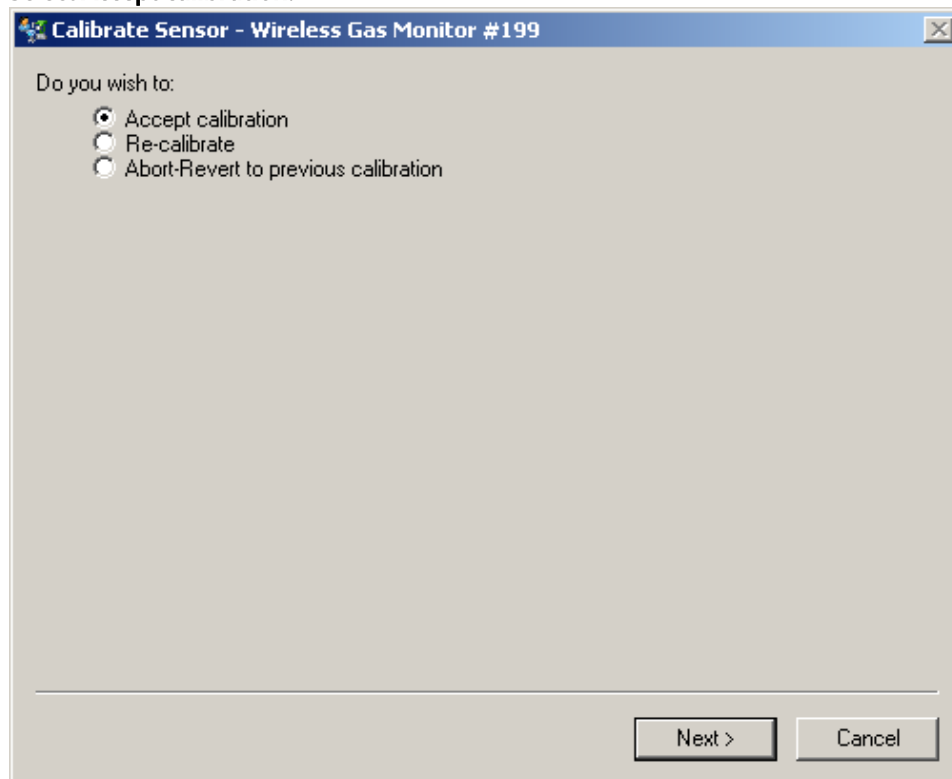 Calibrate Sensor - Wireless Gas Monitor #199
Do you wish to:
Accept calibration
Re-calibrate
Abort-Revert to previous calibration
Next >
Cancel